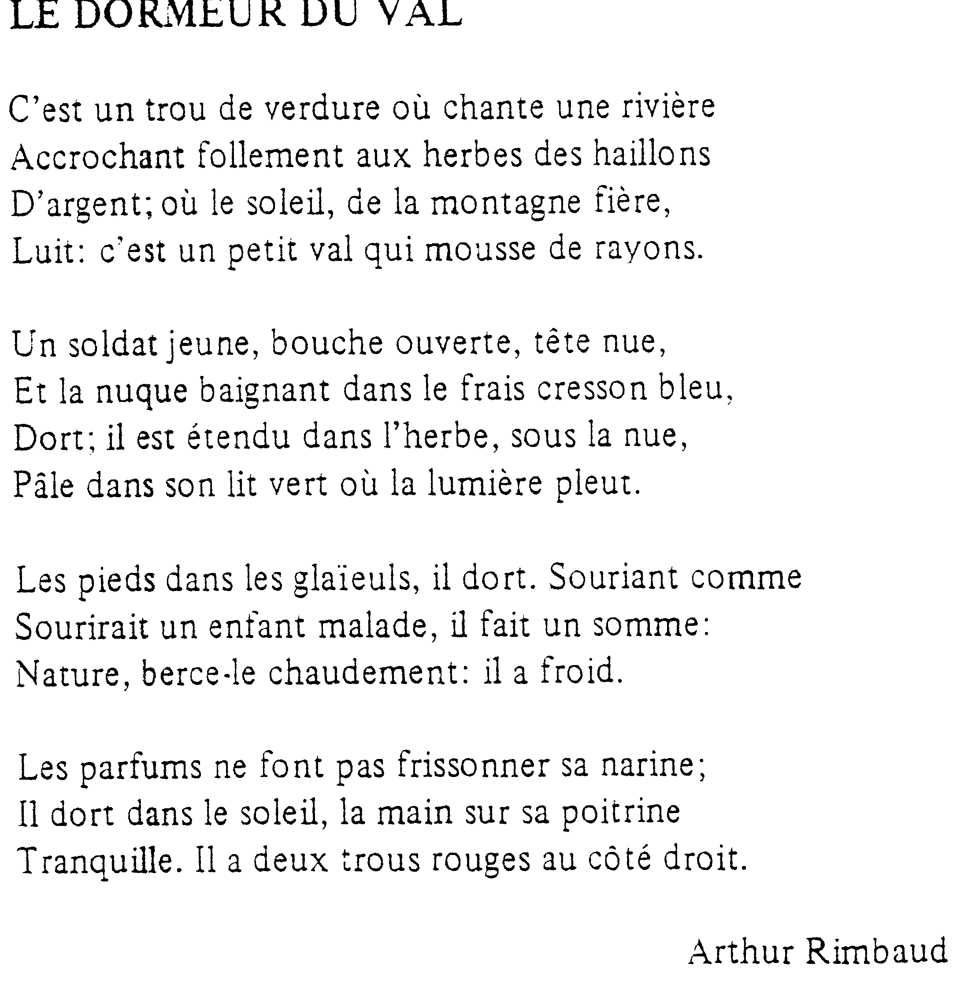 LE DORMEUR DU VAL
C’est un trou de verdure où chante une rivière
Accrochant follement aux herbes des haillons
D’argent; où le soleil, de la montagne fière,
Luit: c’est un petit val qui mousse de rayons.
Un soldat jeune, bouche ouverte, tête nue,
Et la nuque baignant dans le frais cresson bleu,
Dort; il est étendu dans l’herbe, sous la nue,
Pâle dans son lit vert où la lumière pleut.
Les pieds dans les glaïeuls, il dort. Souriant comme
Sourirait un enfant malade, il fait un somme:
Nature, berce-le chaudement: il a froid.
Les parfums ne font pas frissonner sa narine;
Il dort dans le soleil, la main sur sa poitrine
Tranquille. Il a deux trous rouges au côté droit.
Arthur Rimbaud